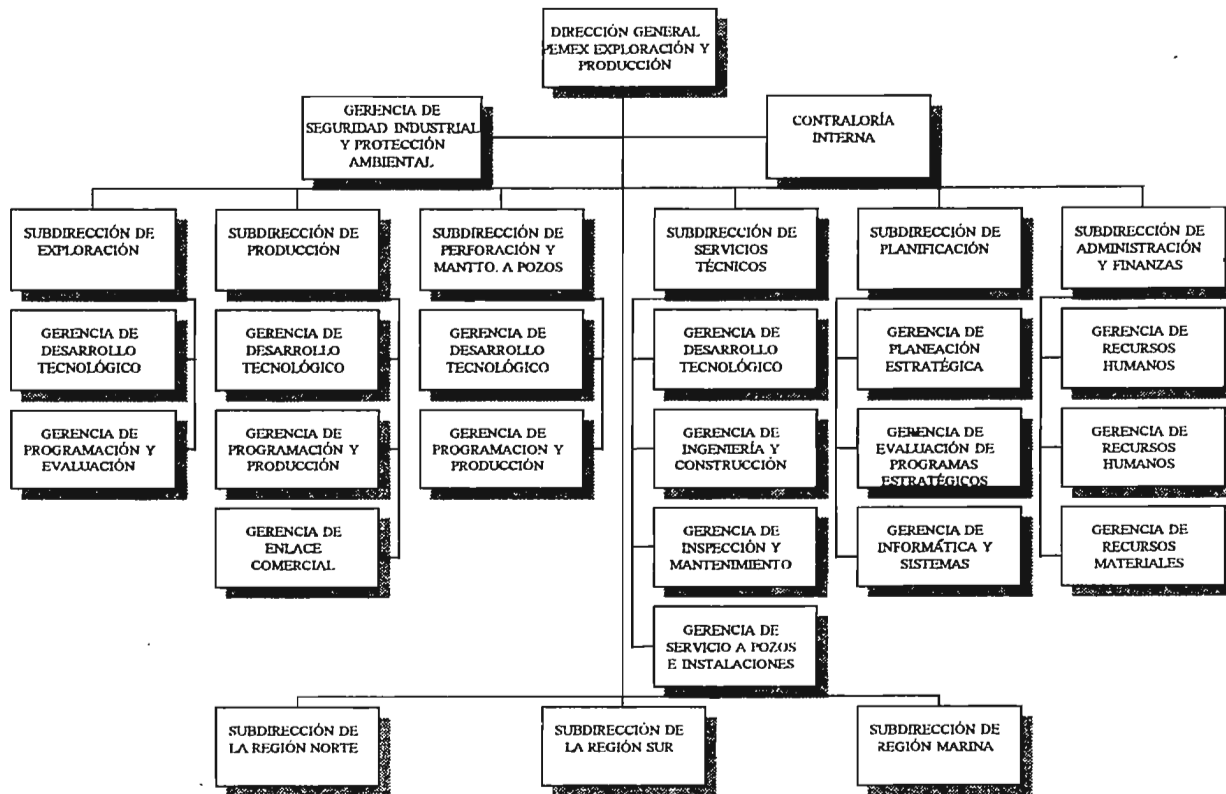 DIRECCIÓN GENERAL
PEMEX EXPLORACIÓN Y
PRODUCCIÓN
GERENCIA DE
SEGURIDAD INDUSTRIAL
Y PROTECCIÓN
AMBIENTAL
CONTRALORÍA
INTERNA
SUBDIRECCIÓN DE
EXPLORACIÓN
SUBDIRECCIÓN DE
PRODUCCIÓN
SUBDIRECCIÓN DE
PERFORACIÓN Y
MANTTO. A POZOS
SUBDIRECCIÓN DE
SERVICIOS
TÉCNICOS
SUBDIRECCIÓN DE
PLANIFICACIÓN
SUBDIRECCIÓN DE
ADMINISTRACIÓN
Y FINANZAS
GERENCIA DE
DESARROLLO
TECNOLÓGICO
GERENCIA DE
DESARROLLO
TECNOLÓGICO
GERENCIA DE
DESARROLLO
TECNOLÓGICO
GERENCIA DE
DESARROLLO
TECNOLÓGICO
GERENCIA DE
PLANEACIÓN
ESTRATÉGICA
GERENCIA DE
RECURSOS
HUMANOS
GERENCIA DE
PROGRAMACIÓN Y
EVALUACIÓN
GERENCIA DE
PROGRAMACIÓN Y
PRODUCCIÓN
GERENCIA DE
PROGRAMACION Y
PRODUCCIÓN
GERENCIA DE
INGENIERÍA Y
CONSTRUCCIÓN
GERENCIA DE
EVALUACIÓN DE
PROGRAMAS
ESTRATÉGICOS
GERENCIA DE
RECURSOS
HUMANOS
GERENCIA DE
ENLACE
COMERCIAL
GERENCIA DE
INSPECCIÓN Y
MANTENIMIENTO
GERENCIA DE
INFORMÁTICA Y
SISTEMAS
GERENCIA DE
RECURSOS
MATERIALES
GERENCIA DE
SERVICIO A POZOS
E INSTALACIONES
SUBDIRECCIÓN DE
LA REGIÓN NORTE
SUBDIRECCIÓN DE
LA REGIÓN SUR
SUBDIRECCIÓN DE
REGIÓN MARINA